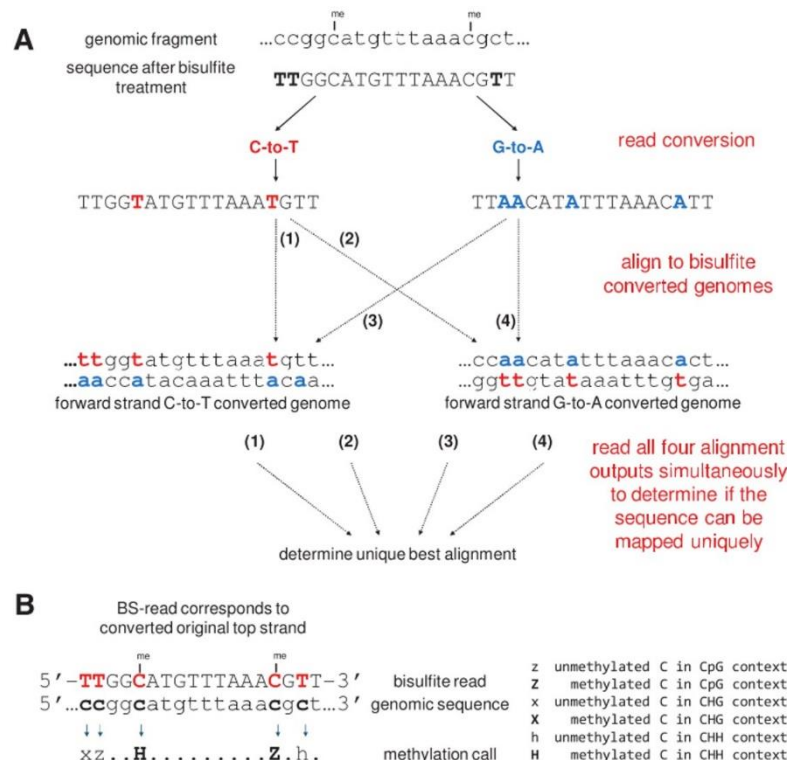 A
me me
genomic fragment ...ccggcatgtttaaacgct...
sequence after bisulfite treatment TTGGCATGTTTAAACGTT
C-to-T G-to-A read conversion
TTGGTATGTTTAAATGTT TTAACATATTTAAACATT
(1) (2) align to bisulfite
converted genomes
(3) (4)
...ttggtatgtttaaatgtt... ...ccaacatatttaaacact...
aaccatacaaatttacaa... ggttgtataaatttgtga...
forward strand C-to-T converted genome forward strand G-to-A converted genome
(1) (2) (3) (4) read all four alignment
outputs simultaneously
to determine if the
sequence can be
mapped uniquely
determine unique best alignment
B
BS-read corresponds to
converted original top strand
me me
5'-TTGGCATGTTTAAACGTT-3' bisulfite read
5'...ccggcatgtttaaacgct...3' genomic sequence
xz..H.........Z.h. methylation call
z unmethylated C in CpG context
Z methylated C in CpG context
x unmethylated C in CHG context
X methylated C in CHG context
h unmethylated C in CHH context
H methylated C in CHH context